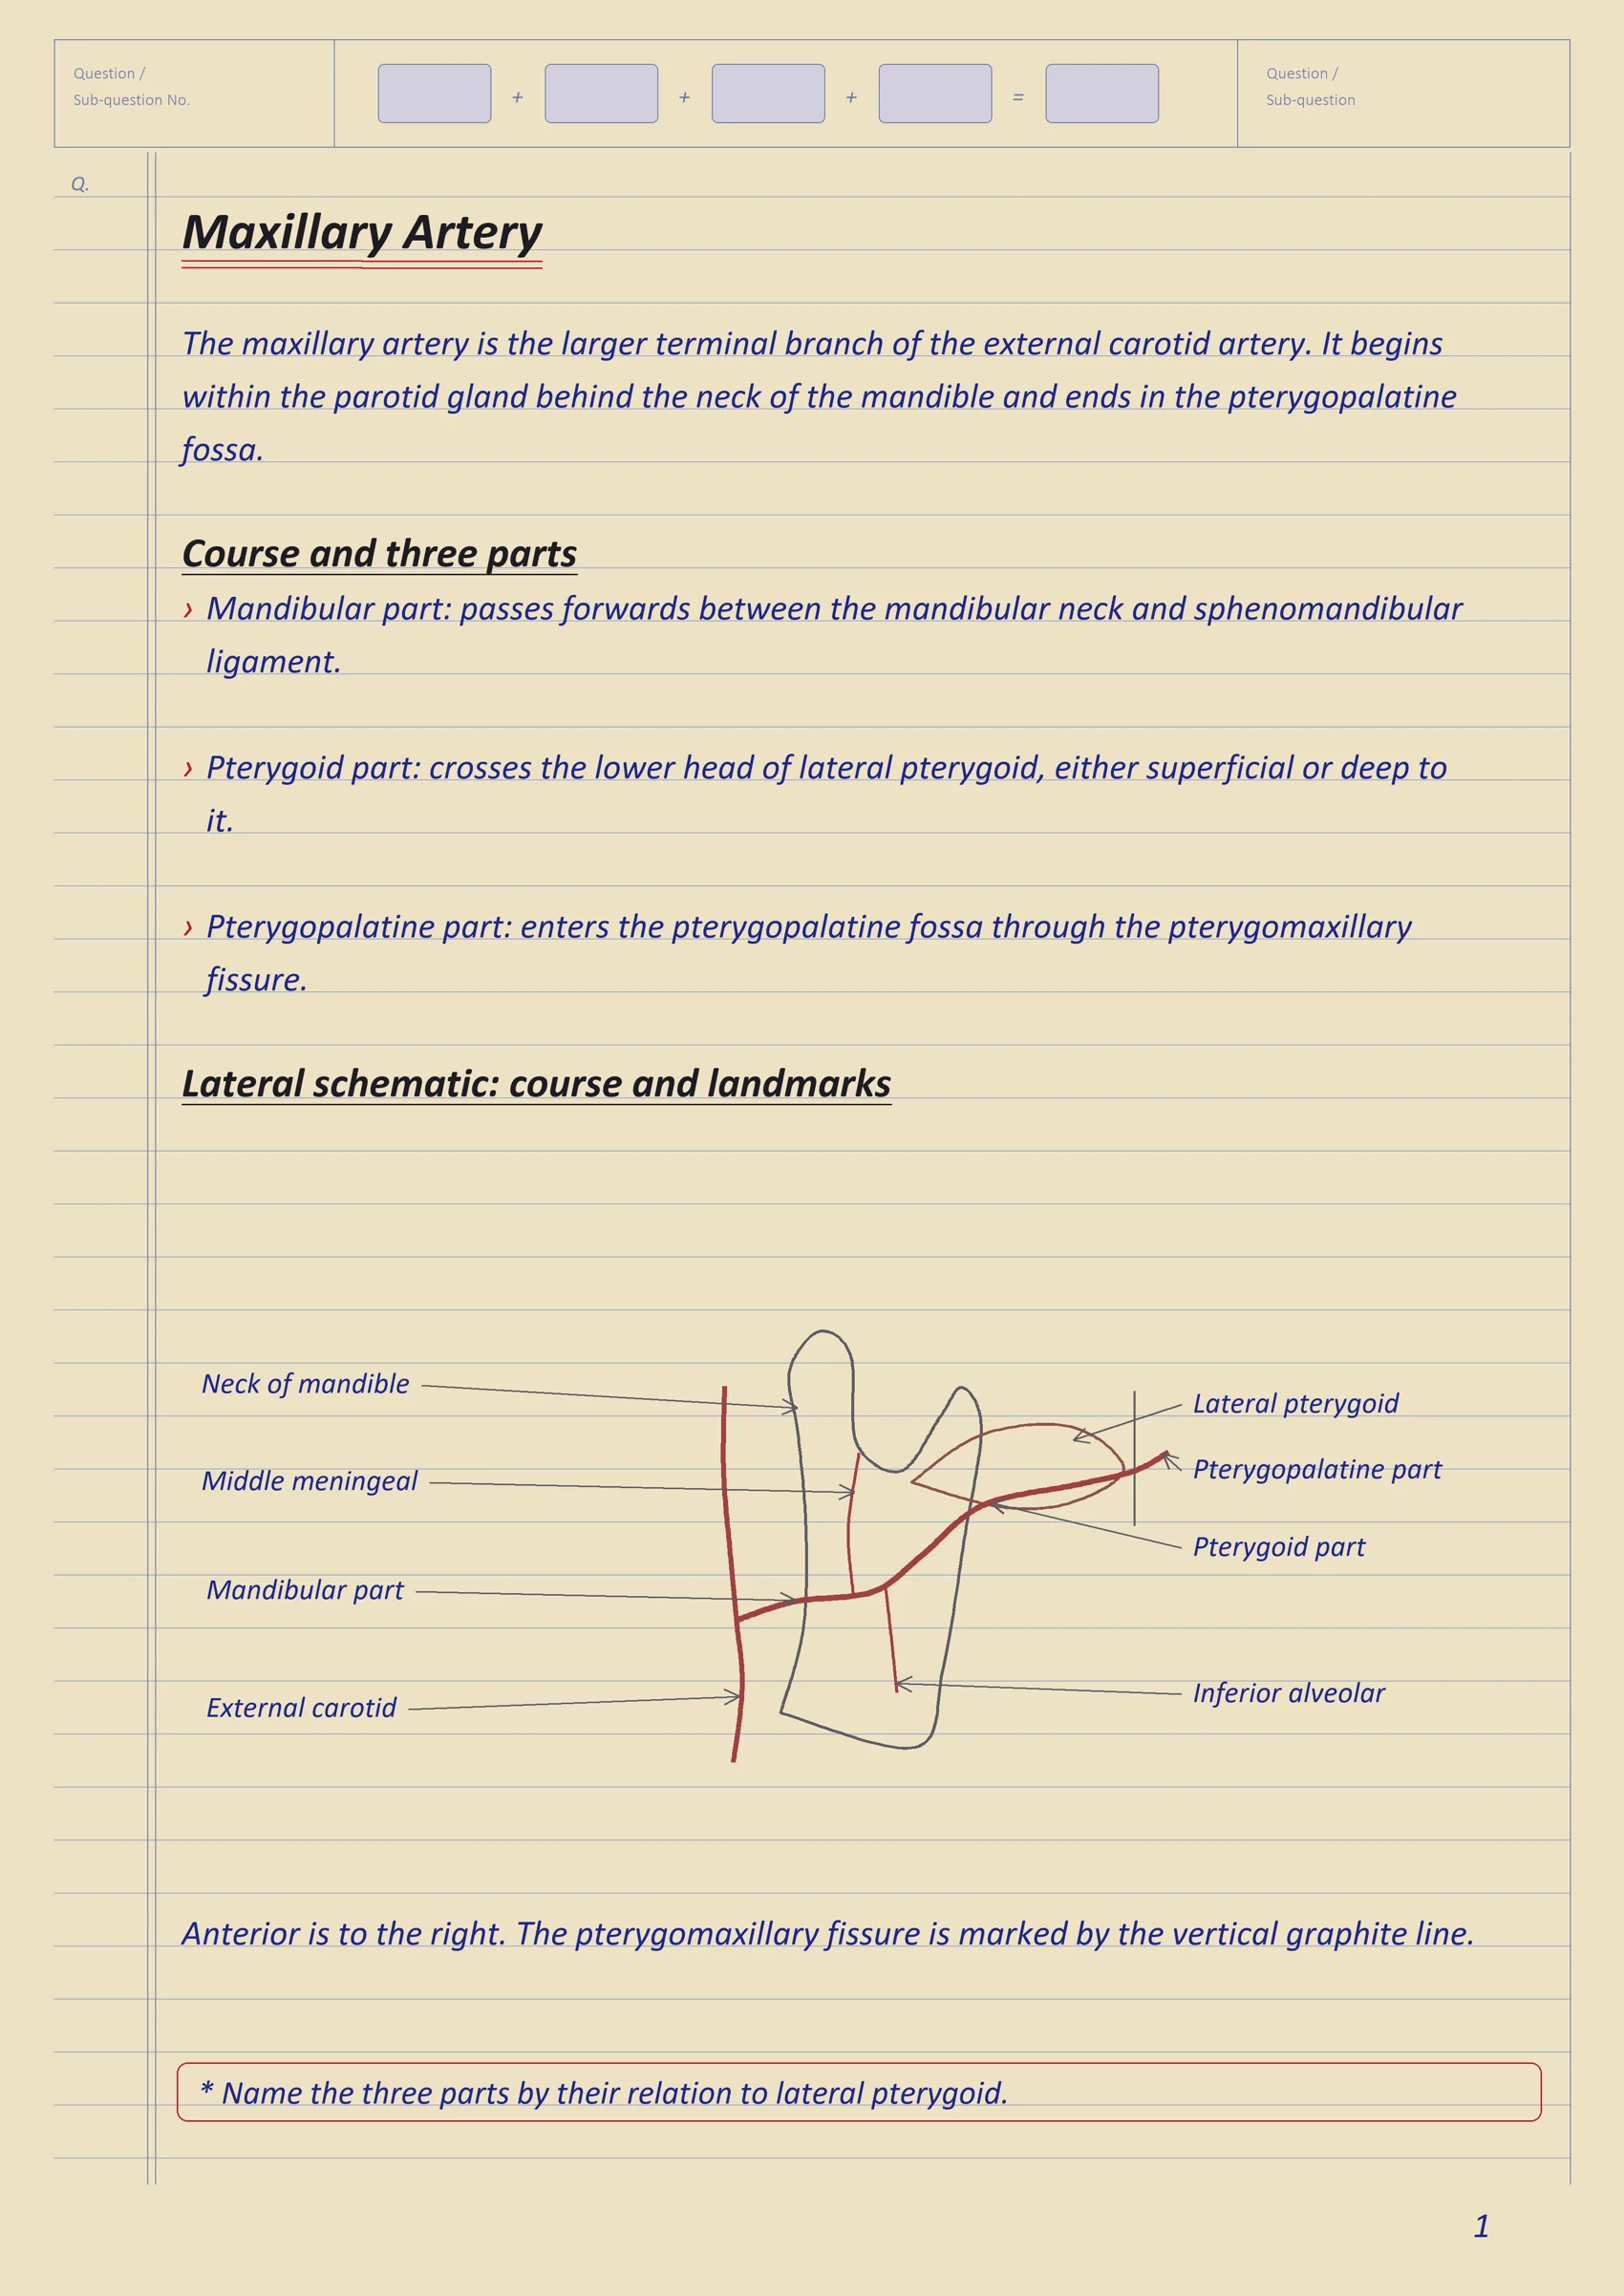 Question /
Sub-question No.
+ + + =
Question /
Sub-question
Q.
Maxillary Artery
The maxillary artery is the larger terminal branch of the external carotid artery. It begins
within the parotid gland behind the neck of the mandible and ends in the pterygopalatine
fossa.
Course and three parts
› Mandibular part: passes forwards between the mandibular neck and sphenomandibular
ligament.
› Pterygoid part: crosses the lower head of lateral pterygoid, either superficial or deep to
it.
› Pterygopalatine part: enters the pterygopalatine fossa through the pterygomaxillary
fissure.
Lateral schematic: course and landmarks
Neck of mandible
Middle meningeal
Mandibular part
External carotid
Lateral pterygoid
Pterygopalatine part
Pterygoid part
Inferior alveolar
Anterior is to the right. The pterygomaxillary fissure is marked by the vertical graphite line.
* Name the three parts by their relation to lateral pterygoid.
1